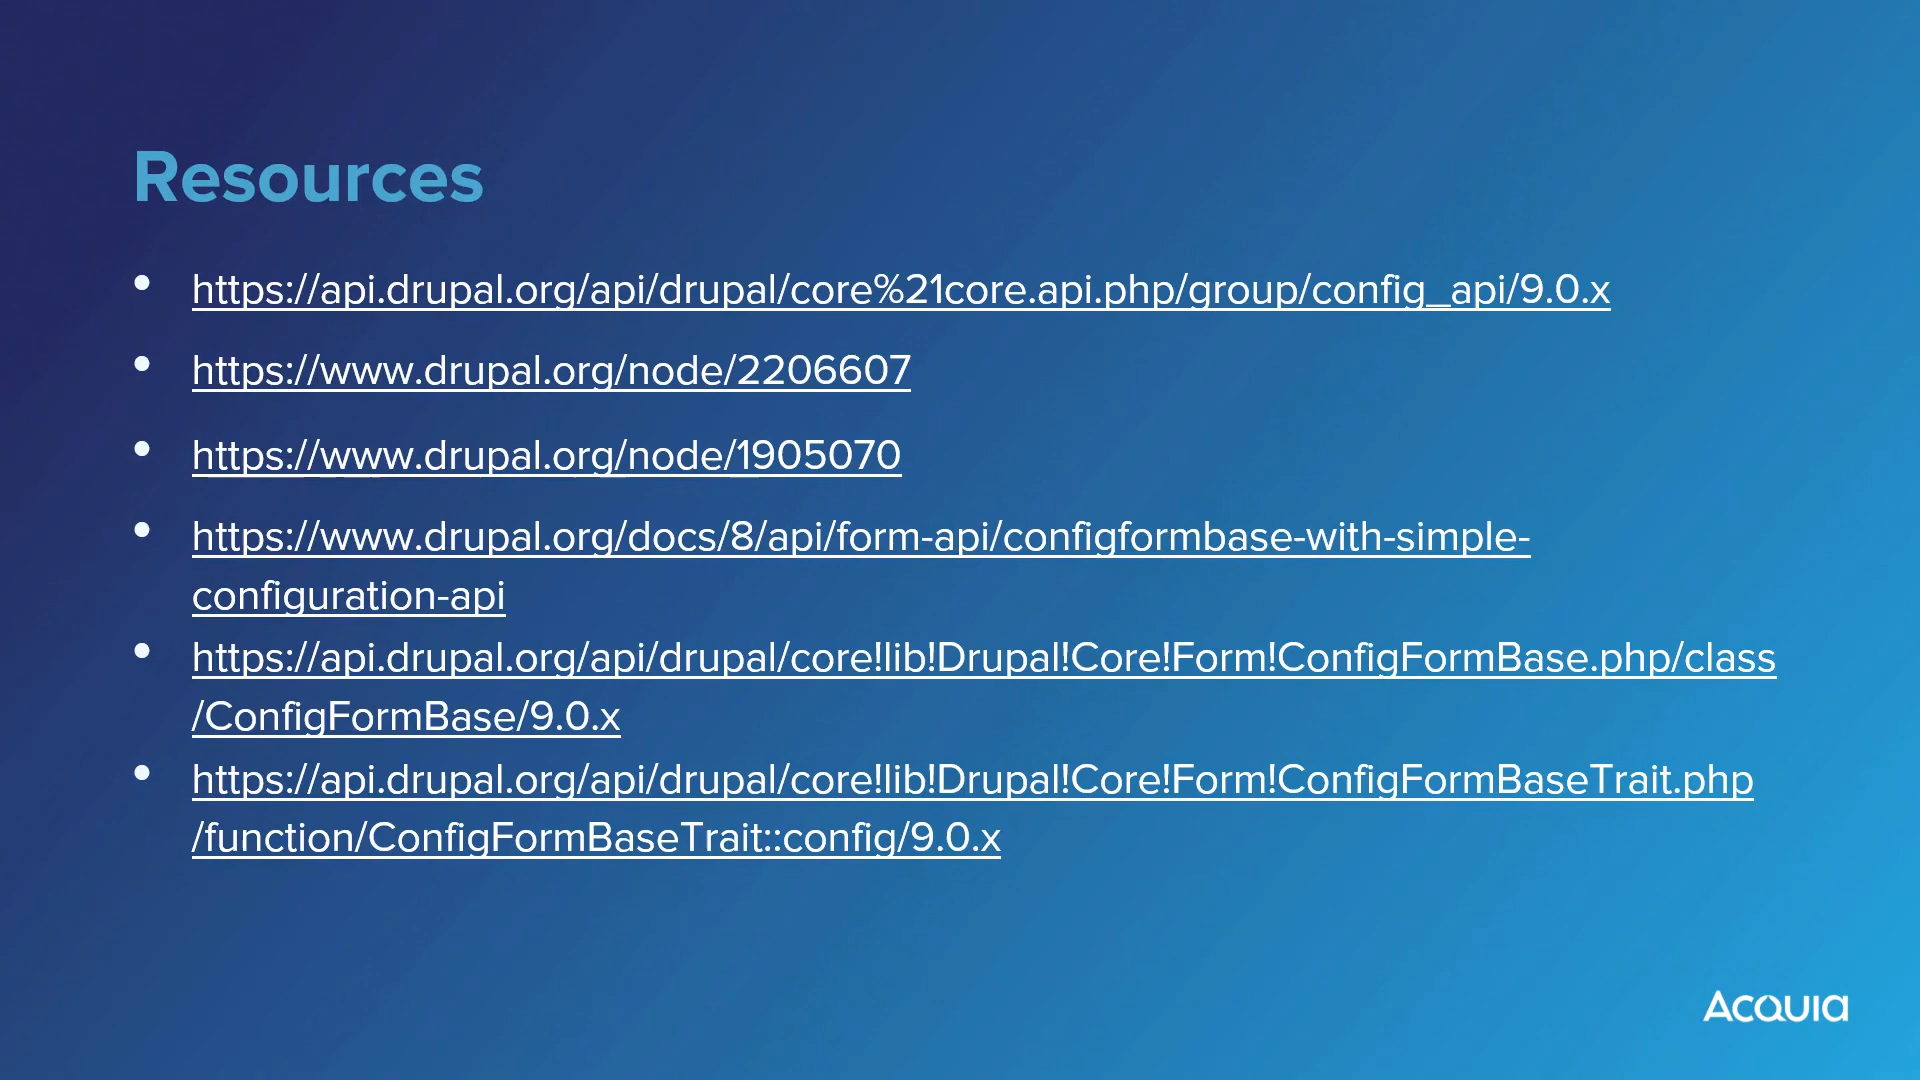 Resources
• https://api.drupal.org/api/drupal/core%21core.api.php/group/config_api/9.0.x
• https://www.drupal.org/node/2206607
• https://www.drupal.org/node/1905070
• https://www.drupal.org/docs/8/api/form-api/configformbase-with-simple-
configuration-api
• https://api.drupal.org/api/drupal/core!lib!Drupal!Core!Form!ConfigFormBase.php/class
/ConfigFormBase/9.0.x
• https://api.drupal.org/api/drupal/core!lib!Drupal!Core!Form!ConfigFormBaseTrait.php
/function/ConfigFormBaseTrait::config/9.0.x
Acquia